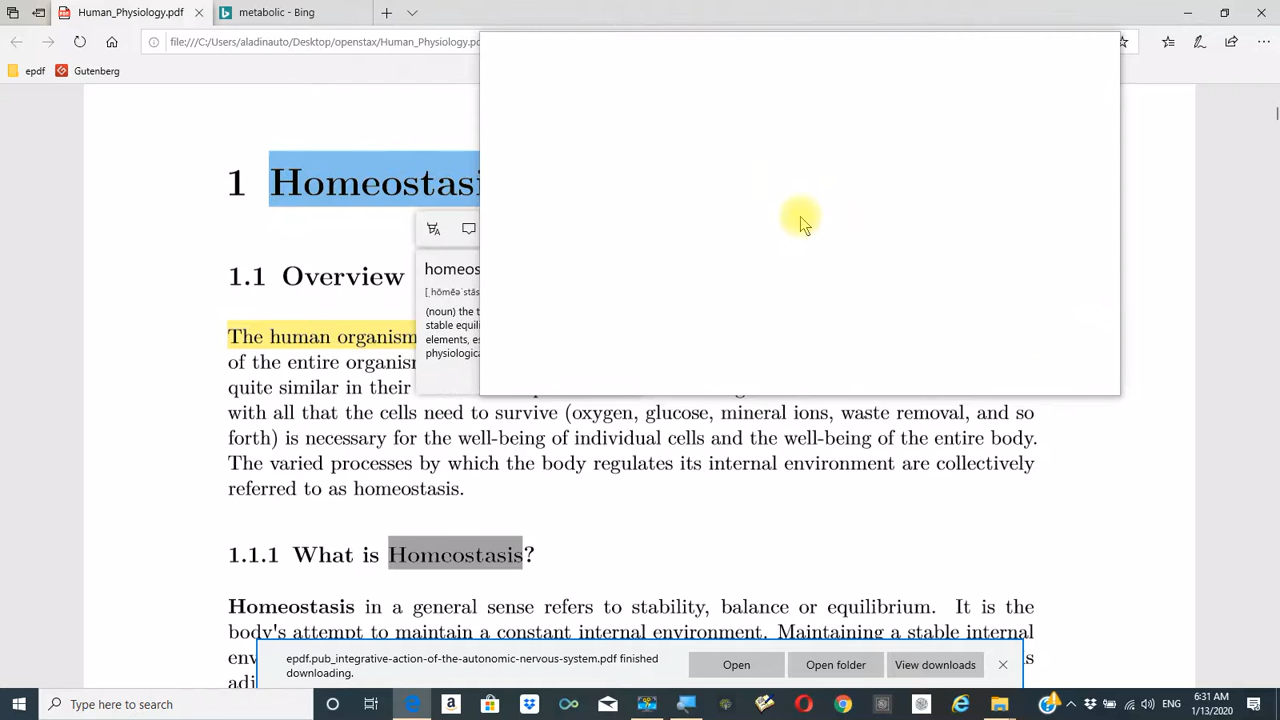 Human_Physiology.pdf
metabolic - Bing
file:///C:/Users/aladinauto/Desktop/openstax/Human_Physiology.pd
epdf
Gutenberg
1 Homeostasi
homeos
1.1 Overview
(noun) the
stable equili
elements, es
physiologica
The human organism
of the entire organism
quite similar in their
with all that the cells need to survive (oxygen, glucose, mineral ions, waste removal, and so
forth) is necessary for the well-being of individual cells and the well-being of the entire body.
The varied processes by which the body regulates its internal environment are collectively
referred to as homeostasis.
1.1.1 What is Homeostasis?
Homeostasis in a general sense refers to stability, balance or equilibrium. It is the
body's attempt to maintain a constant internal environment. Maintaining a stable internal
epdf.pub_integrative-action-of-the-autonomic-nervous-system.pdf finished
downloading.
Open
Open folder
View downloads
Type here to search
ENG
6:31 AM
1/13/2020